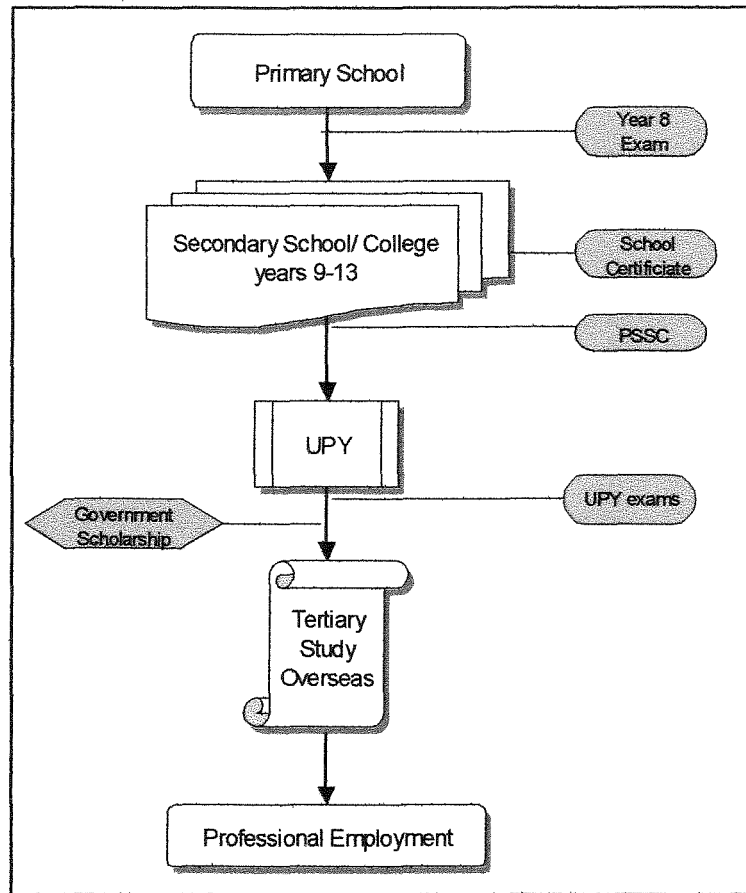 Primary School
Year 8
Exam
Secondary School/ College
years 9-13
School
Certificiate
PSSC
UPY
UPY exams
Government
Scholarship
Tertiary
Study
Overseas
Professional Employment